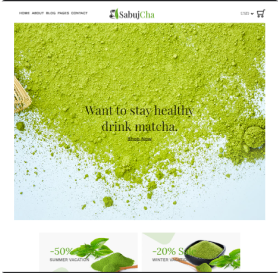 HOME ABOUT BLOG PAGES CONTACT
SabujCha
USD
Want to stay healthy
drink matcha.
Shop Now
-50%
SUMMER VACATION
-20% S
WINTER VACATION